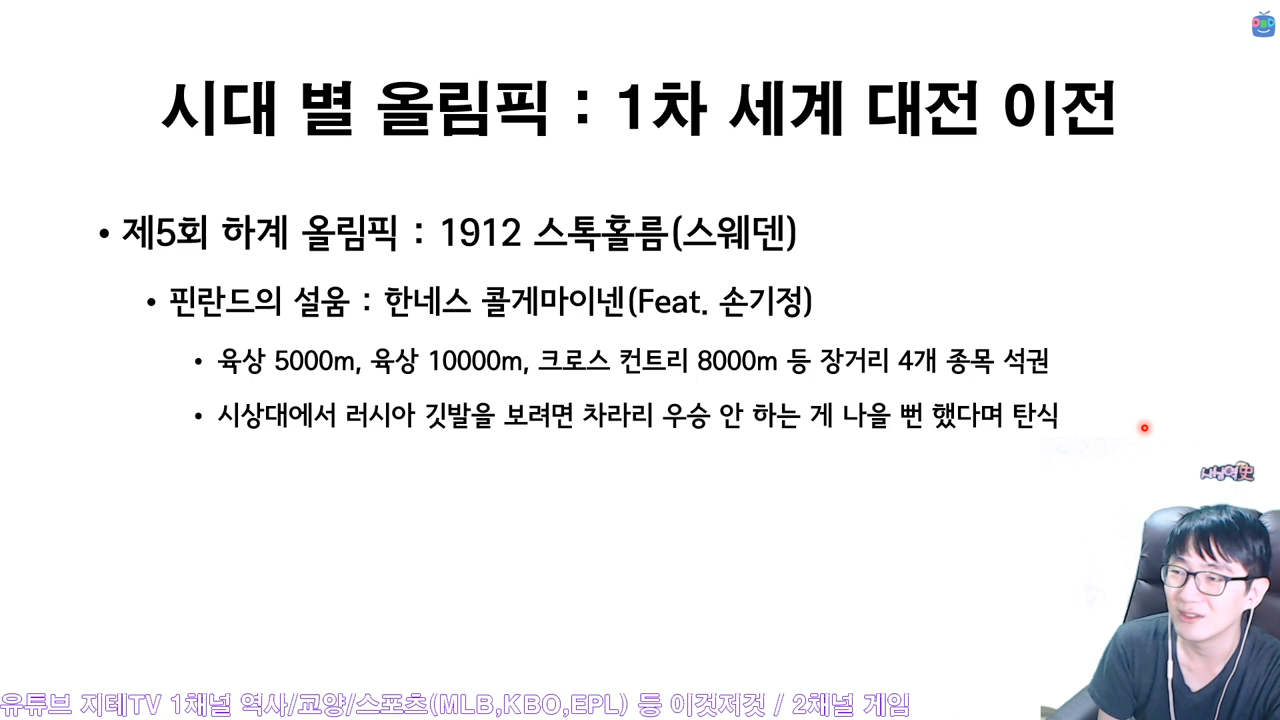 시대 별 올림픽 : 1차 세계 대전 이전
• 제5회 하계 올림픽 : 1912 스톡홀름(스웨덴)
• 핀란드의 설움 : 한네스 콜게마이넨(Feat. 손기정)
• 육상 5000m, 육상 10000m, 크로스 컨트리 8000m 등 장거리 4개 종목 석권
• 시상대에서 러시아 깃발을 보려면 차라리 우승 안 하는 게 나을 뻔 했다며 탄식
유튜브 지테TV 1채널 역사/교양/스포츠(MLB,KBO,EPL) 등 이것저것 / 2채널 게임